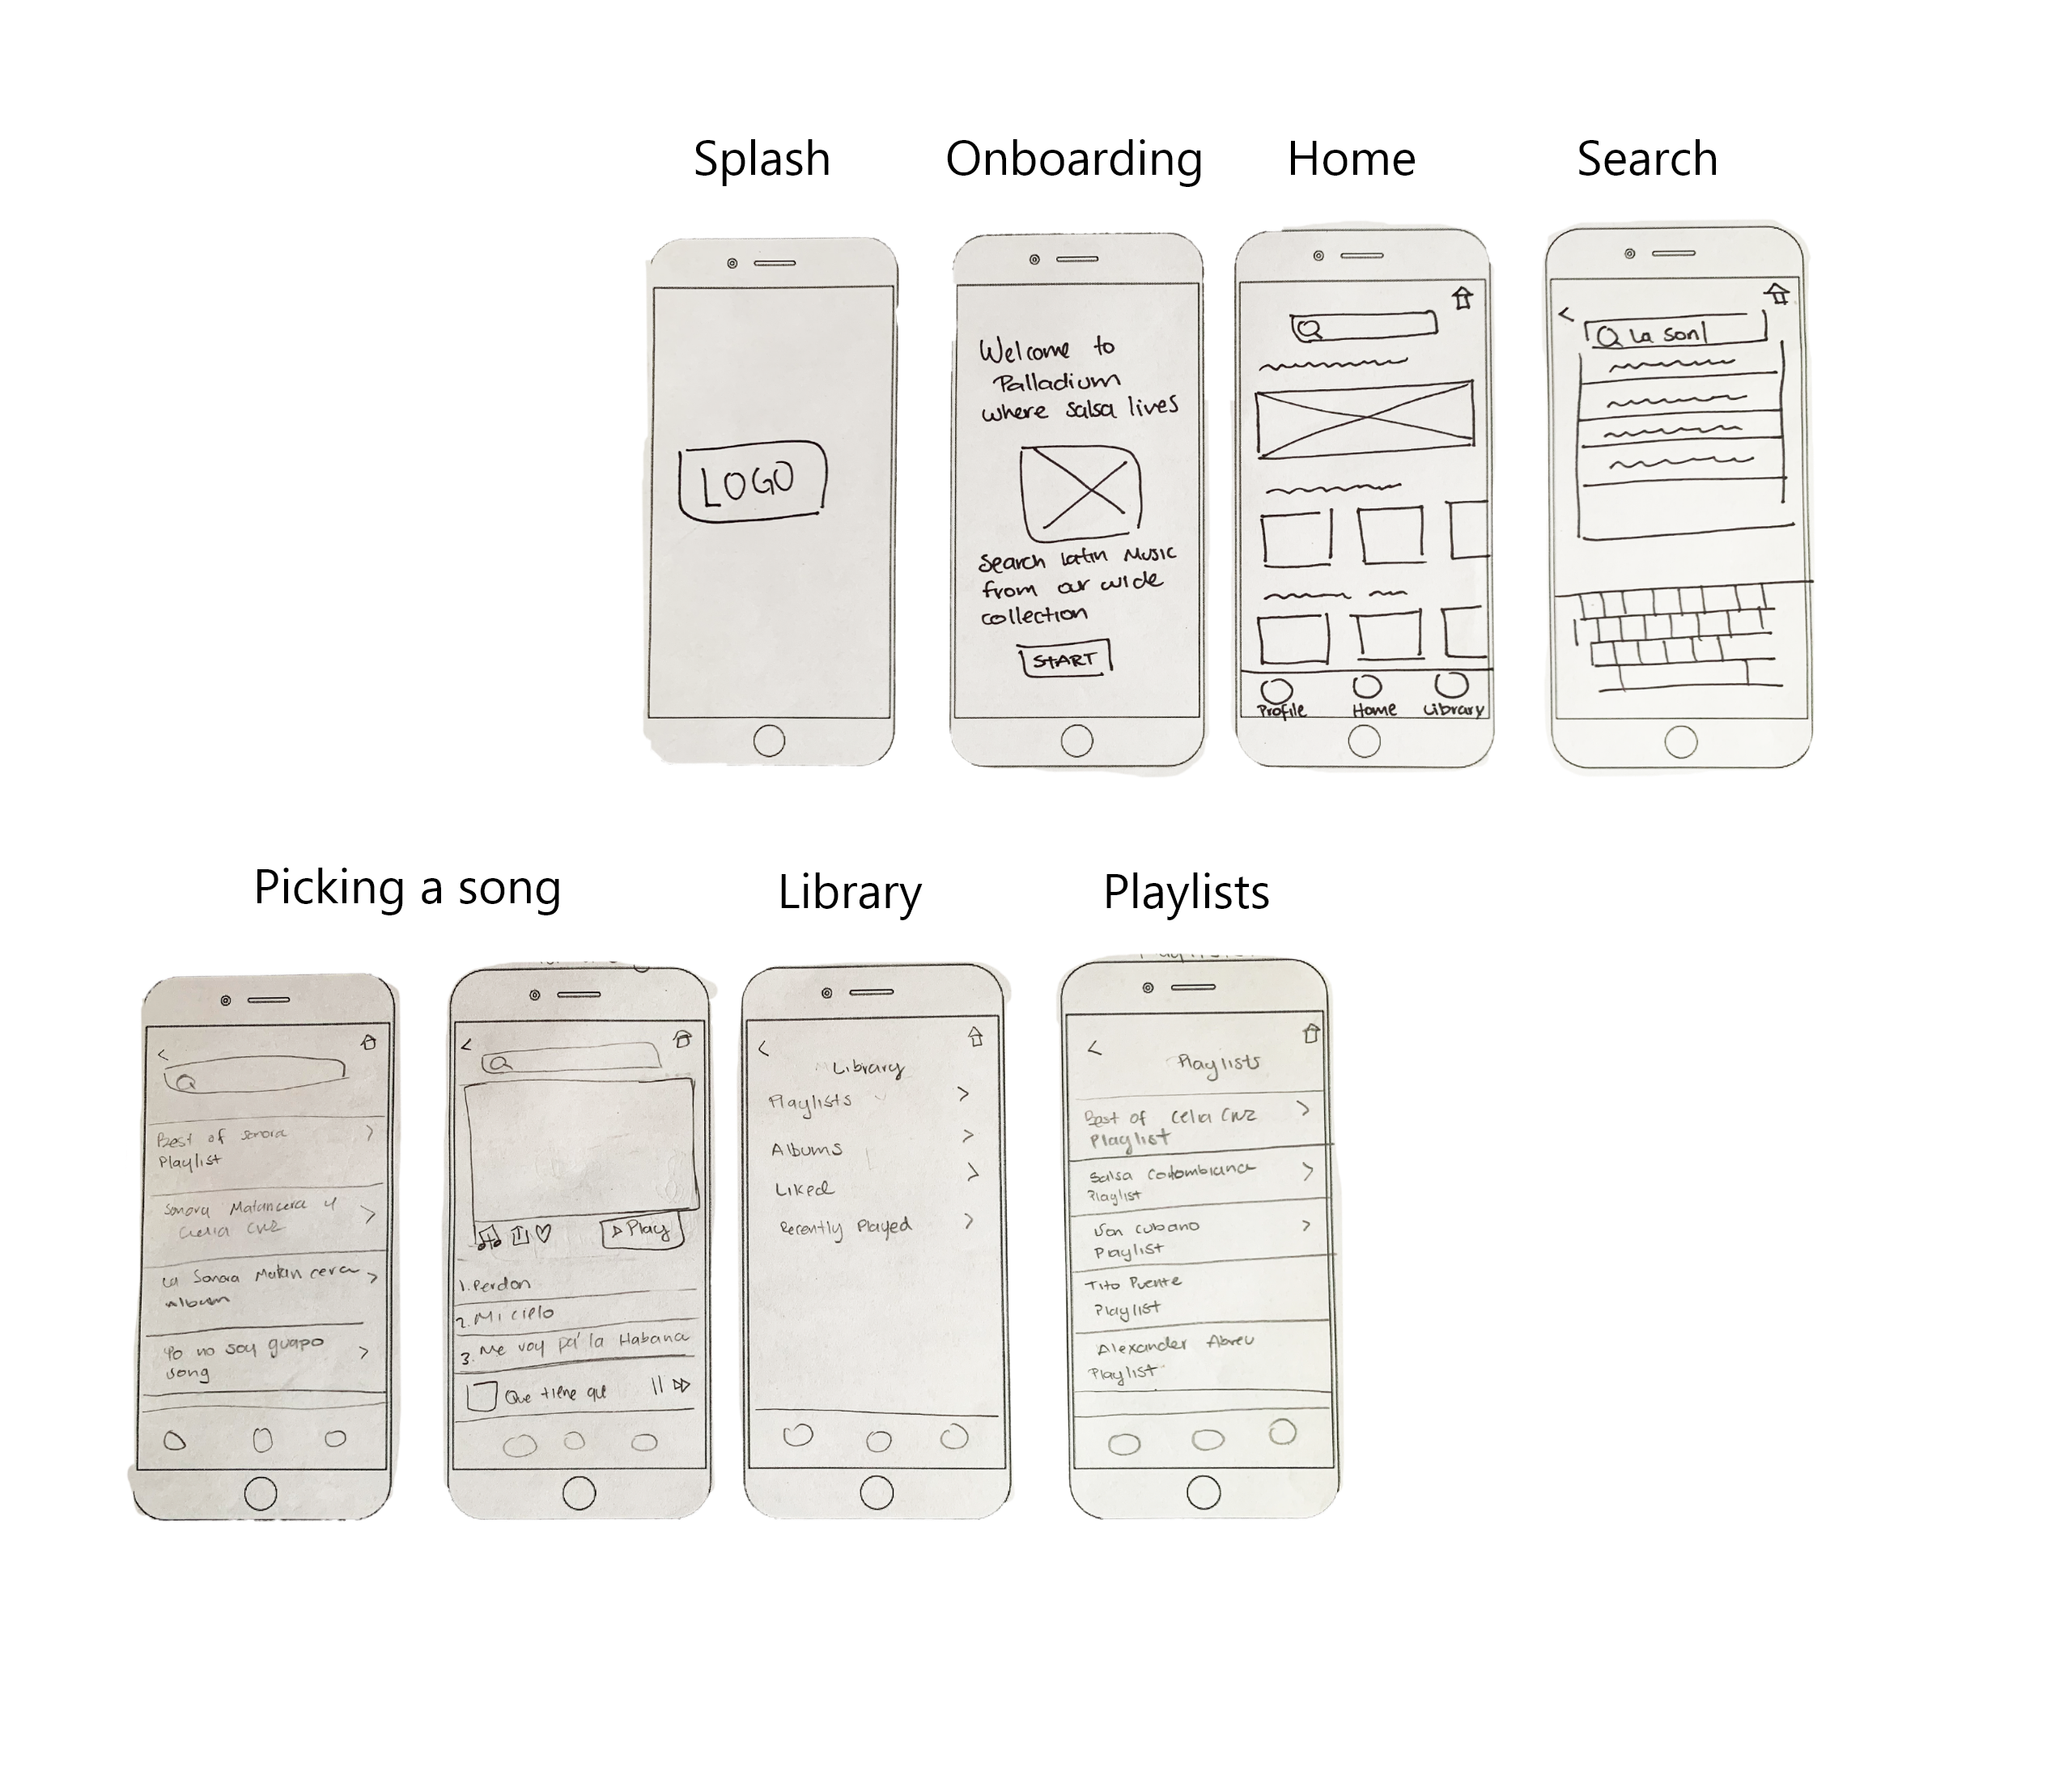 Splash
Onboarding
Home
Search
LOGO
Welcome to
Palladium
where salsa lives
Search latin Music
from our wide
collection
START
Profile
Home
Library
La Son
Picking a song
Library
Playlists
Best of Sonora
Playlist
Sonora Matancera y
Celia Cruz
La Sonora Matancera
Album
Yo no soy guapo
song
Play
1. Perdon
2. Mi cielo
3. Me voy pa' la Habana
Que tiene que
Library
Playlists
Albums
Liked
Recently Played
Playlists
Best of Celia Cruz
Playlist
Salsa Colombiana
Playlist
Son cubano
Playlist
Tito Puente
Playlist
Alexander Abreu
Playlist